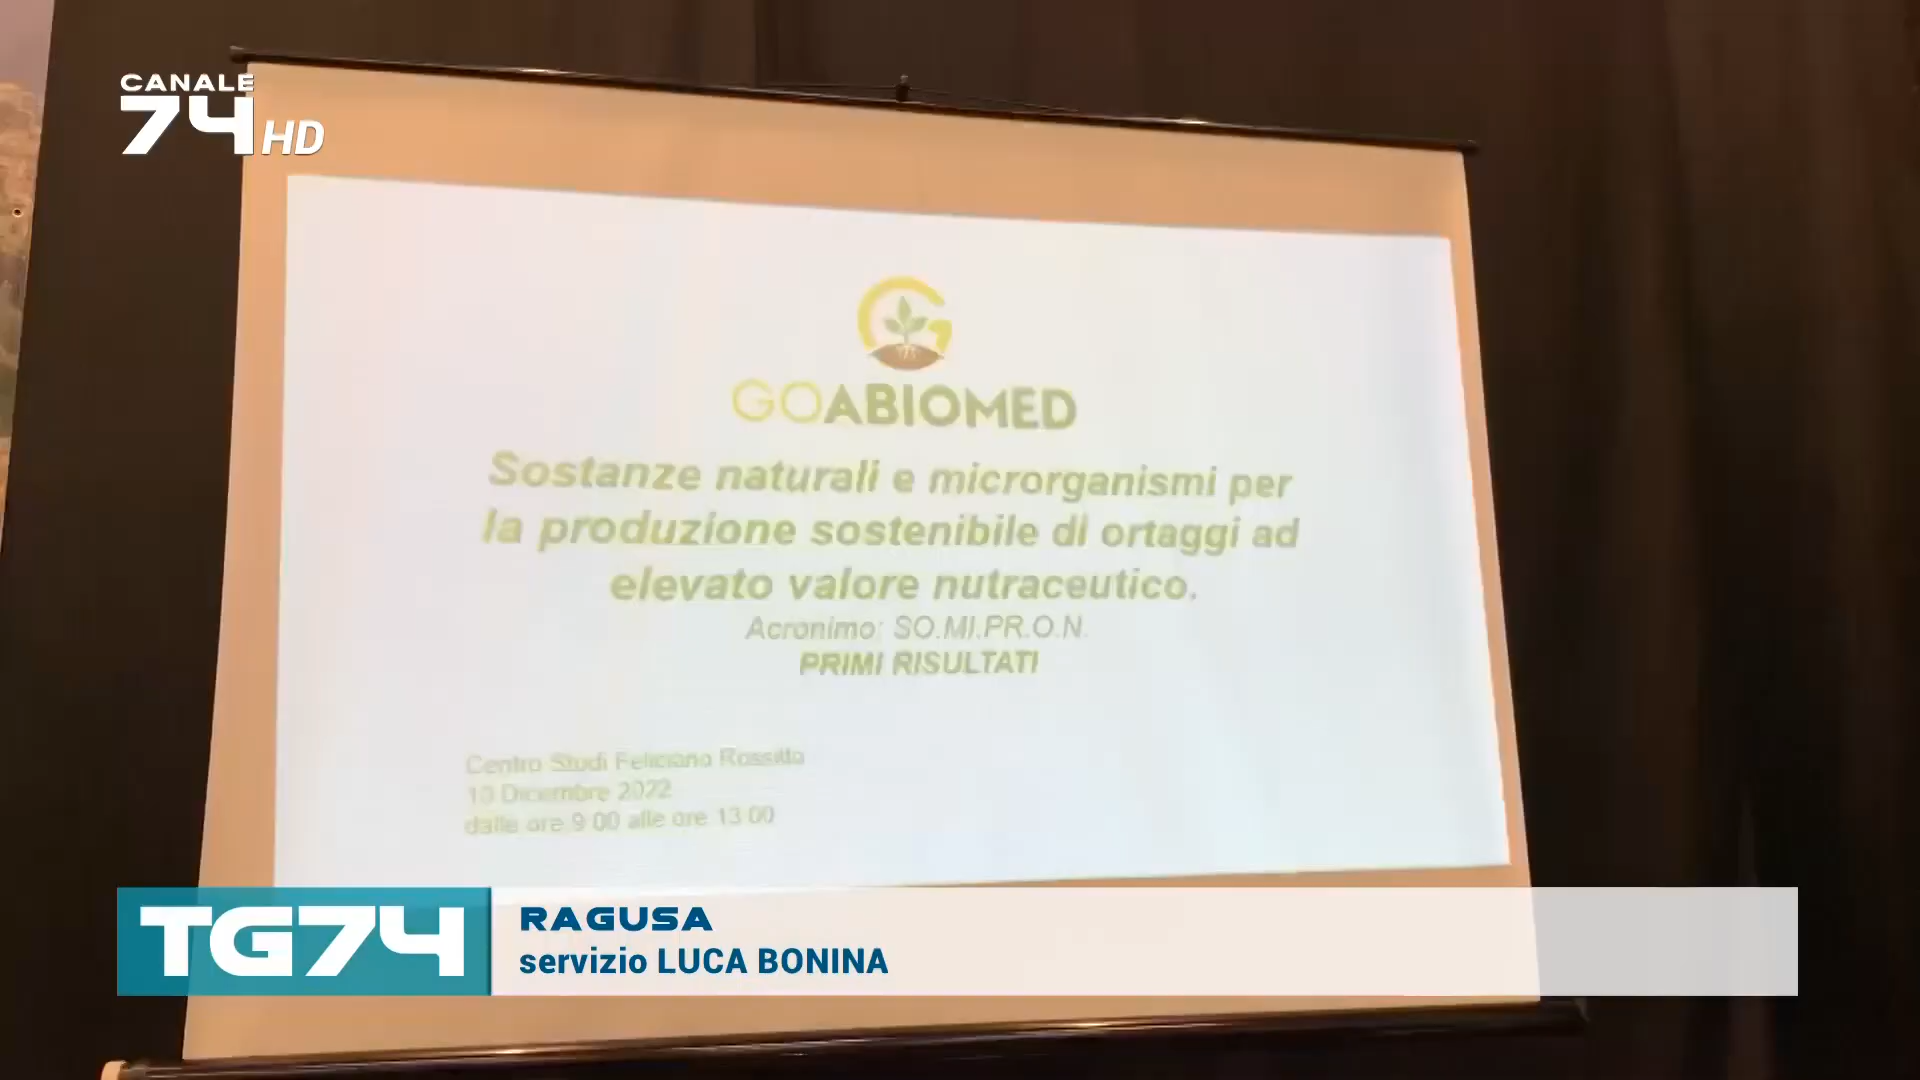 CANALE
74 HD
GOABIOMED
Sostanze naturali e microrganismi per
la produzione sostenibile di ortaggi ad
elevato valore nutraceutico.
Acronimo: SO.MI.PR.O.N.
PRIMI RISULTATI
Centro Studi Feliciano Rossitto
Dicembre 2022
dalle ore 9.00 alle ore 13.00
TG74
RAGUSA
servizio LUCA BONINA